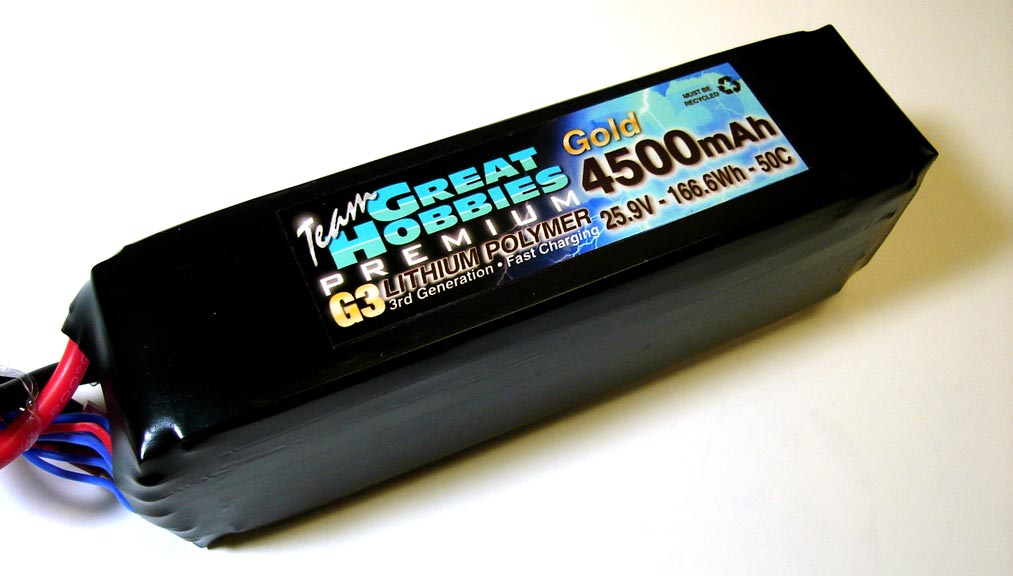 Team GREAT
HOBBIES
PREMIUM
G3 LITHIUM POLYMER
3rd Generation • Fast Charging
Gold
4500mAh
25.9V - 166.6Wh - 50C
MUST BE
RECYCLED